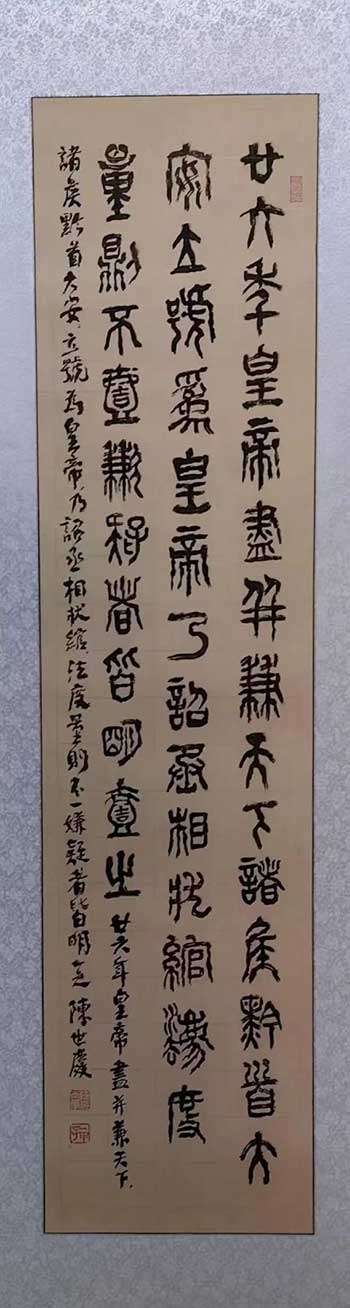 廿六年皇帝盡并兼天下諸侯黔首大
安立號爲皇帝乃詔丞相狀綰灋度
量則不壹歉疑者皆明壹之
廿六年皇帝盡并兼天下
諸侯黔首大安立號為皇帝乃詔丞相狀綰法度量則不一嫌疑者皆明之 陳世慶